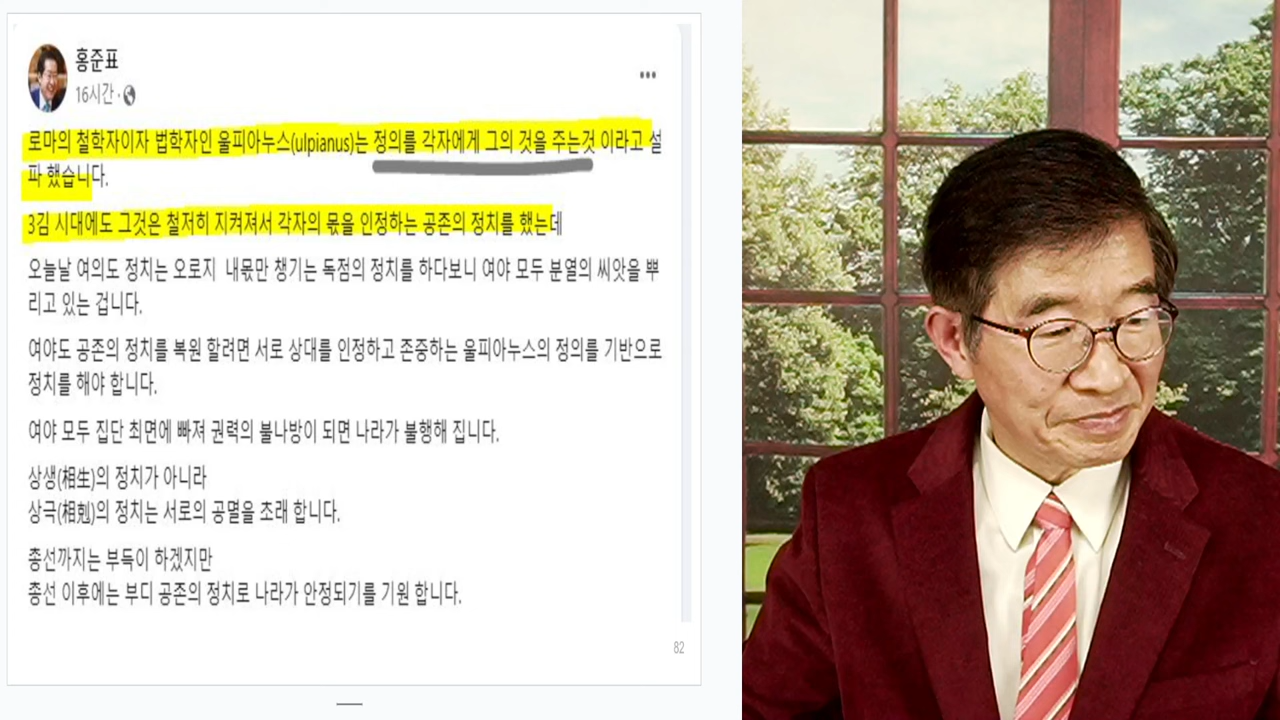 홍준표
16시간 ·
로마의 철학자이자 법학자인 울피아누스(ulpianus)는 정의를 각자에게 그의 것을 주는것 이라고 설
파 했습니다.
3김 시대에도 그것은 철저히 지켜져서 각자의 몫을 인정하는 공존의 정치를 했는데
오늘날 여의도 정치는 오로지 내몫만 챙기는 독점의 정치를 하다보니 여야 모두 분열의 씨앗을 뿌
리고 있는 겁니다.
여야도 공존의 정치를 복원 할려면 서로 상대를 인정하고 존중하는 울피아누스의 정의를 기반으로
정치를 해야 합니다.
여야 모두 집단 최면에 빠져 권력의 불나방이 되면 나라가 불행해 집니다.
상생(相生)의 정치가 아니라
상극(相剋)의 정치는 서로의 공멸을 초래 합니다.
총선까지는 부득이 하겠지만
총선 이후에는 부디 공존의 정치로 나라가 안정되기를 기원 합니다.
82